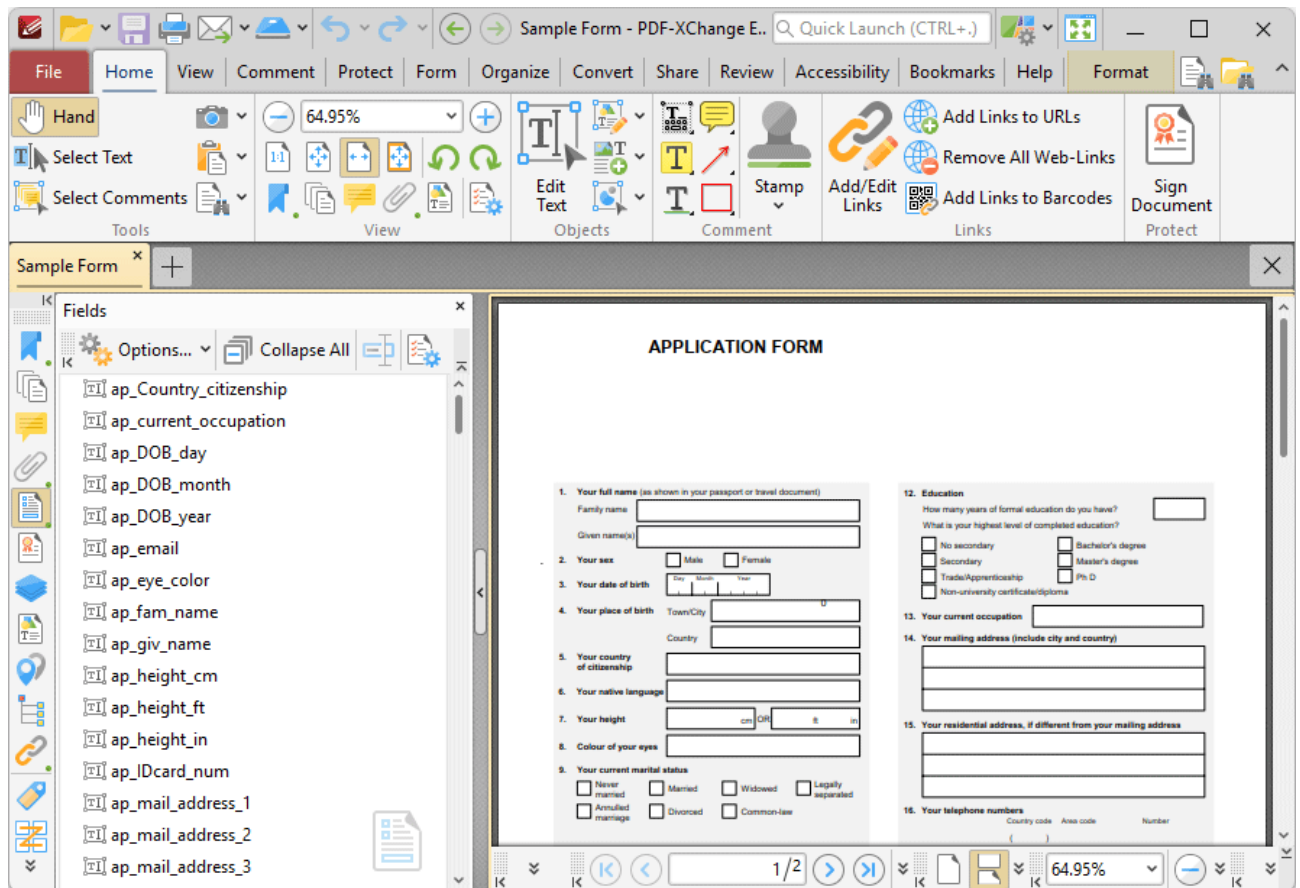 Sample Form - PDF-XChange E.. Quick Launch (CTRL+.)
File Home View Comment Protect Form Organize Convert Share Review Accessibility Bookmarks Help Format
Hand
Select Text
Select Comments
Tools
64.95%
1:1
View
Edit
Text
Objects
Stamp
Comment
Add/Edit
Links
Add Links to URLs
Remove All Web-Links
Add Links to Barcodes
Links
Sign
Document
Protect
Sample Form
Fields
Options... Collapse All
ap_Country_citizenship
ap_current_occupation
ap_DOB_day
ap_DOB_month
ap_DOB_year
ap_email
ap_eye_color
ap_fam_name
ap_giv_name
ap_height_cm
ap_height_ft
ap_height_in
ap_IDcard_num
ap_mail_address_1
ap_mail_address_2
ap_mail_address_3
APPLICATION FORM
1. Your full name (as shown in your passport or travel document)
Family name
Given name(s)
2. Your sex Male Female
Day Month Year
3. Your date of birth
4. Your place of birth Town/City
Country
5. Your country
of citizenship
6. Your native language
7. Your height cm OR ft in
8. Colour of your eyes
9. Your current marital status
Never
married Married Widowed Legally
separated
Annulled
marriage Divorced Common-law
12. Education
How many years of formal education do you have?
What is your highest level of completed education?
No secondary Bachelor's degree
Secondary Master's degree
Trade/Apprenticeship Ph D
Non-university certificate/diploma
13. Your current occupation
14. Your mailing address (include city and country)
15. Your residential address, if different from your mailing address
16. Your telephone numbers
Country code Area code Number
( )
1/2 64.95%